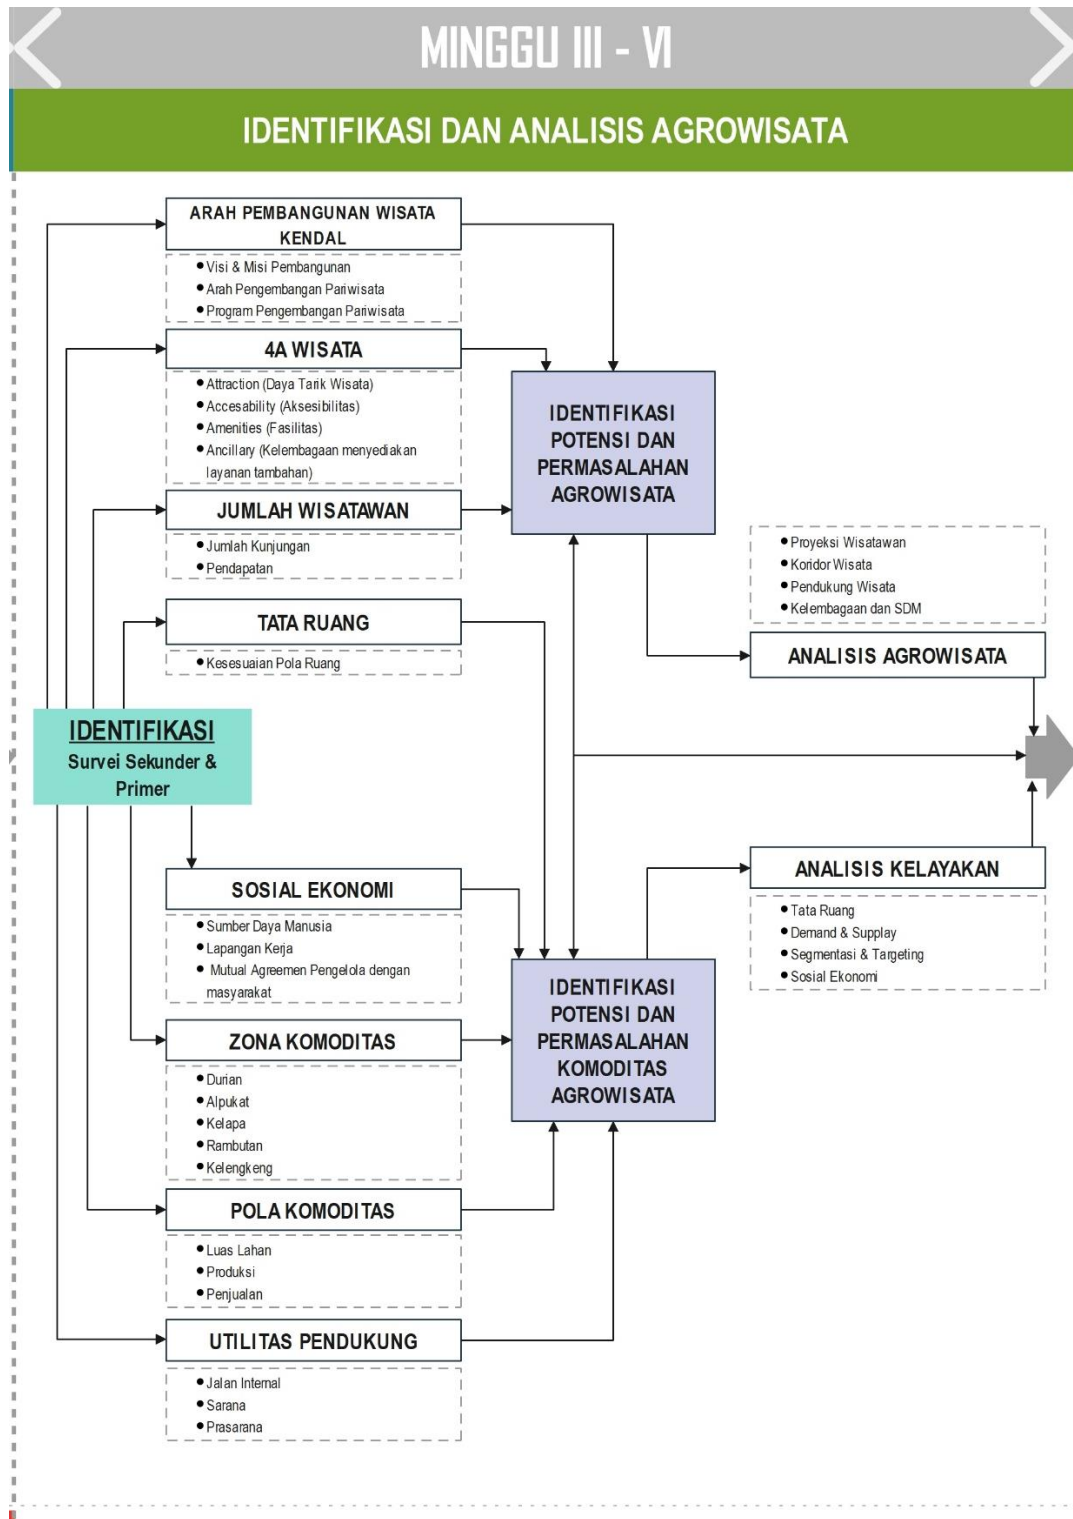 MINGGU III - VI
IDENTIFIKASI DAN ANALISIS AGROWISATA
ARAH PEMBANGUNAN WISATA
KENDAL
Visi & Misi Pembangunan
Arah Pengembangan Pariwisata
Program Pengembangan Pariwisata
4A WISATA
Attraction (Daya Tarik Wisata)
Accesability (Aksesibilitas)
Amenities (Fasilitas)
Ancillary (Kelembagaan menyediakan
layanan tambahan)
JUMLAH WISATAWAN
Jumlah Kunjungan
Pendapatan
TATA RUANG
Kesesuaian Pola Ruang
IDENTIFIKASI
Survei Sekunder &
Primer
SOSIAL EKONOMI
Sumber Daya Manusia
Lapangan Kerja
Mutual Agreemen Pengelola dengan
masyarakat
ZONA KOMODITAS
Durian
Alpukat
Kelapa
Rambutan
Kelengkeng
POLA KOMODITAS
Luas Lahan
Produksi
Penjualan
UTILITAS PENDUKUNG
Jalan Internal
Sarana
Prasarana
IDENTIFIKASI
POTENSI DAN
PERMASALAHAN
AGROWISATA
IDENTIFIKASI
POTENSI DAN
PERMASALAHAN
KOMODITAS
AGROWISATA
Proyeksi Wisatawan
Koridor Wisata
Pendukung Wisata
Kelembagaan dan SDM
ANALISIS AGROWISATA
ANALISIS KELAYAKAN
Tata Ruang
Demand & Supplay
Segmentasi & Targeting
Sosial Ekonomi